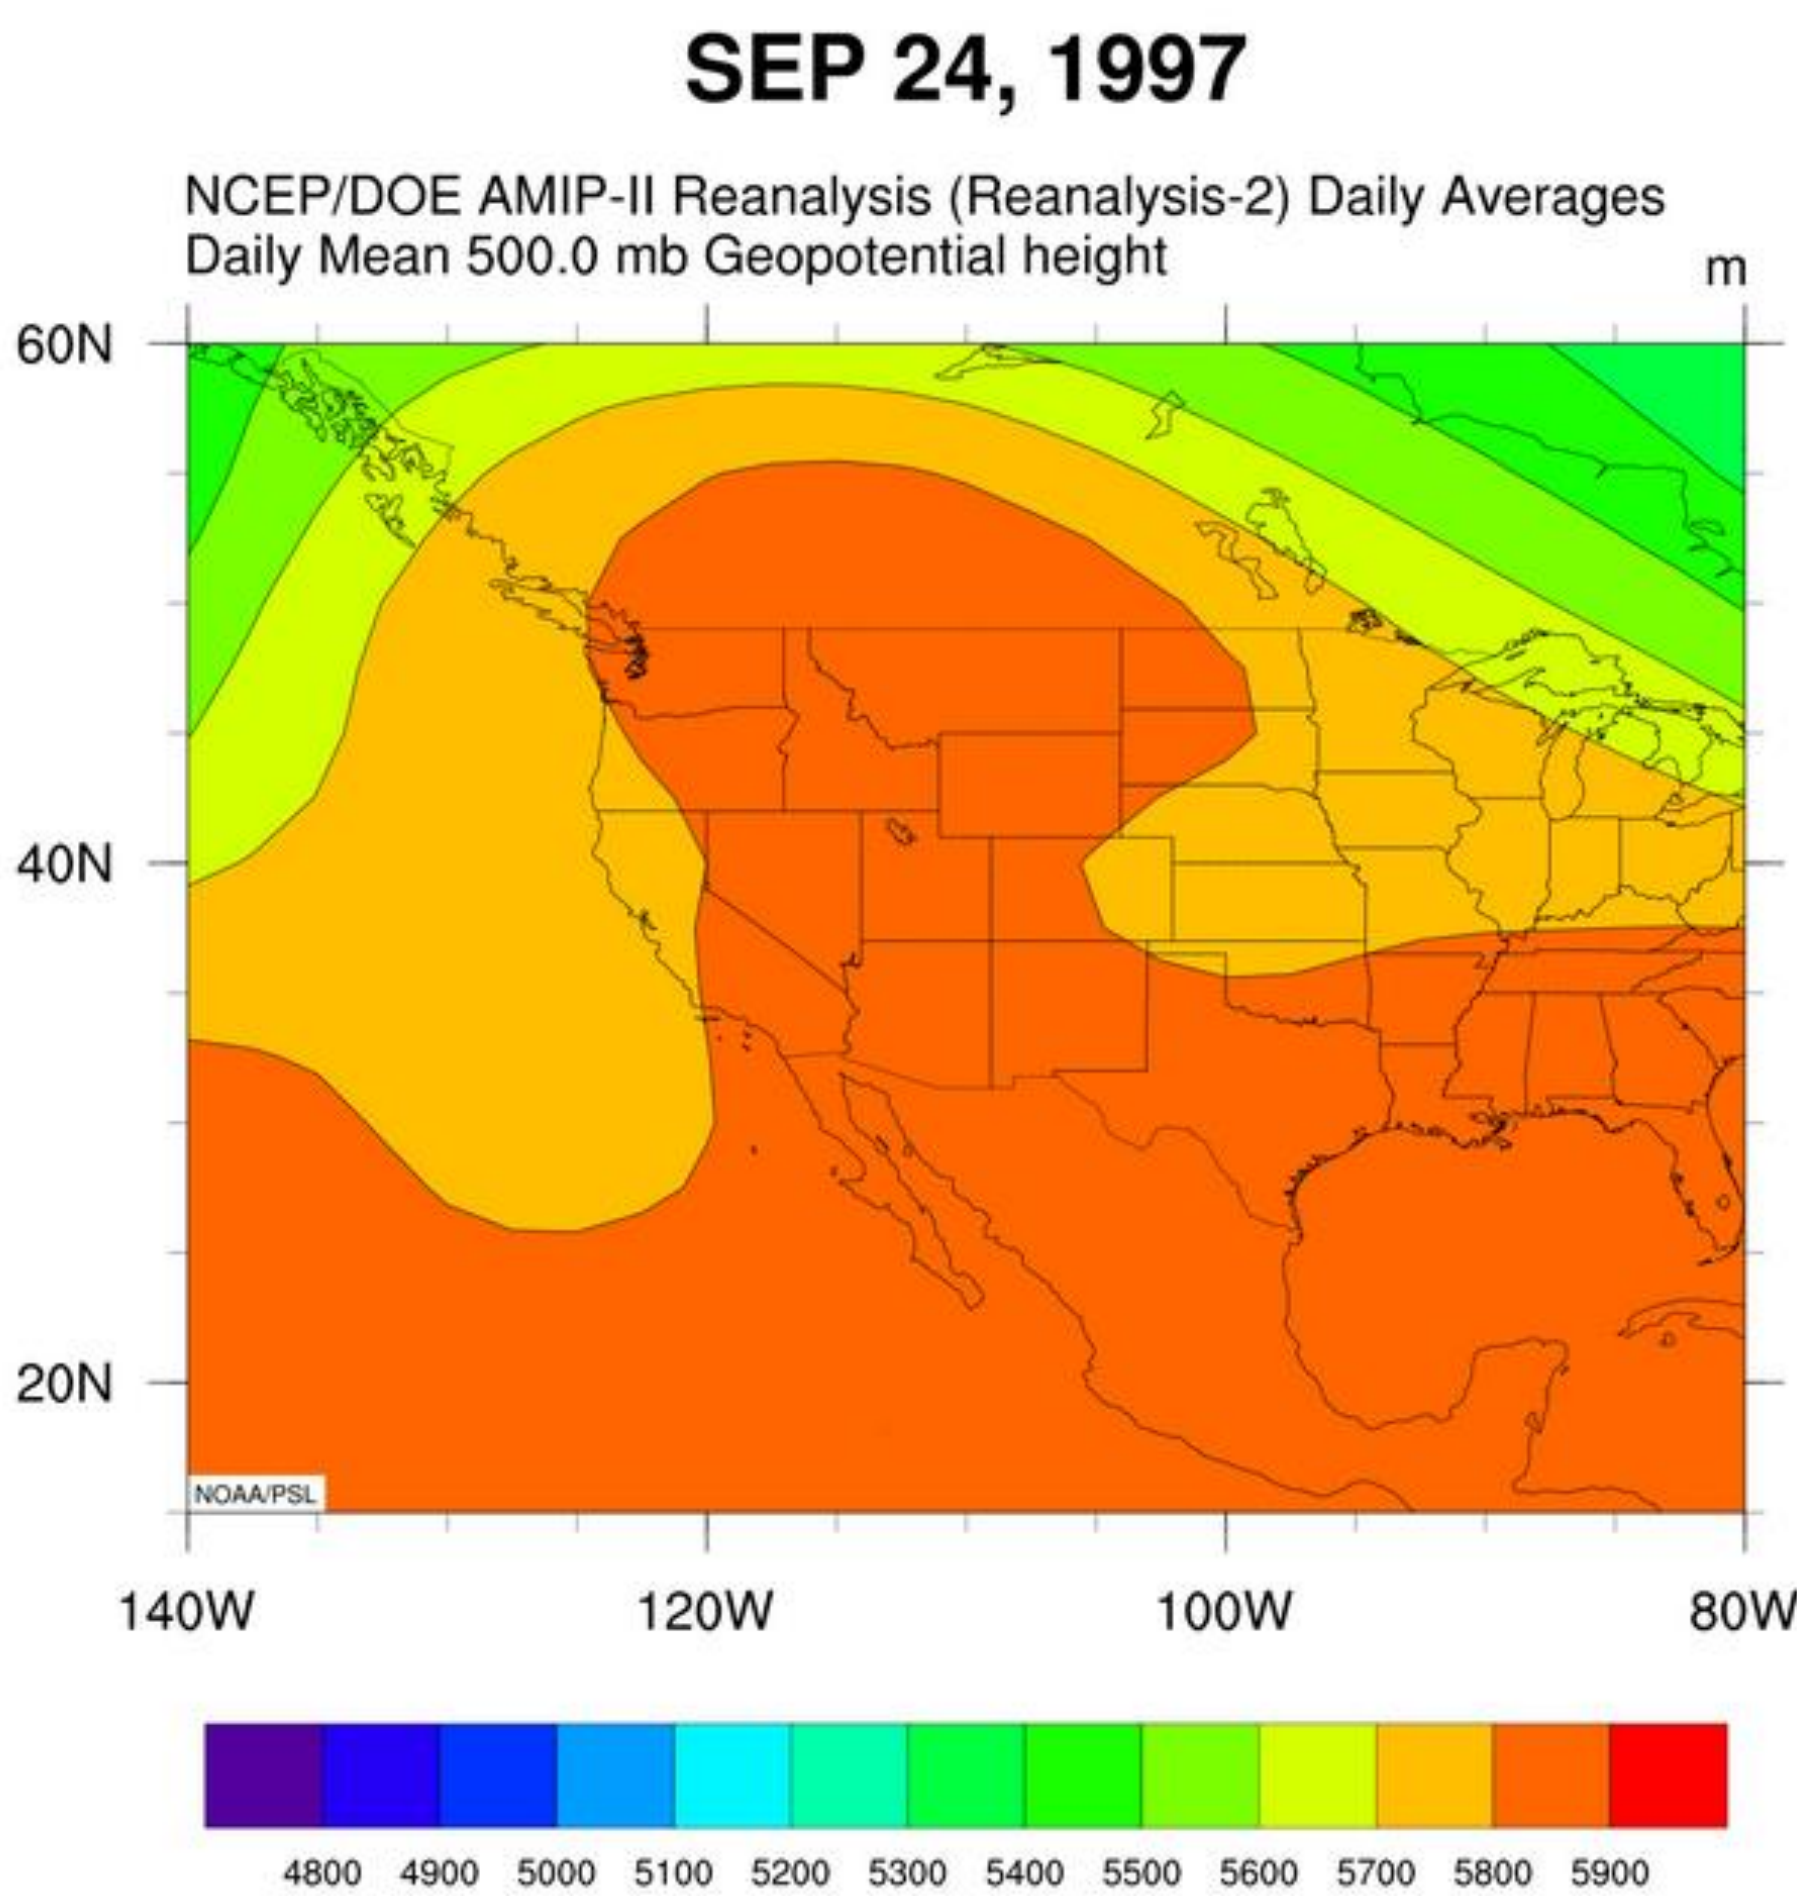 SEP 24, 1997
NCEP/DOE AMIP-II Reanalysis (Reanalysis-2) Daily Averages
Daily Mean 500.0 mb Geopotential height
m
60N
40N
20N
NOAA/PSL
140W 120W 100W 80W
4800 4900 5000 5100 5200 5300 5400 5500 5600 5700 5800 5900